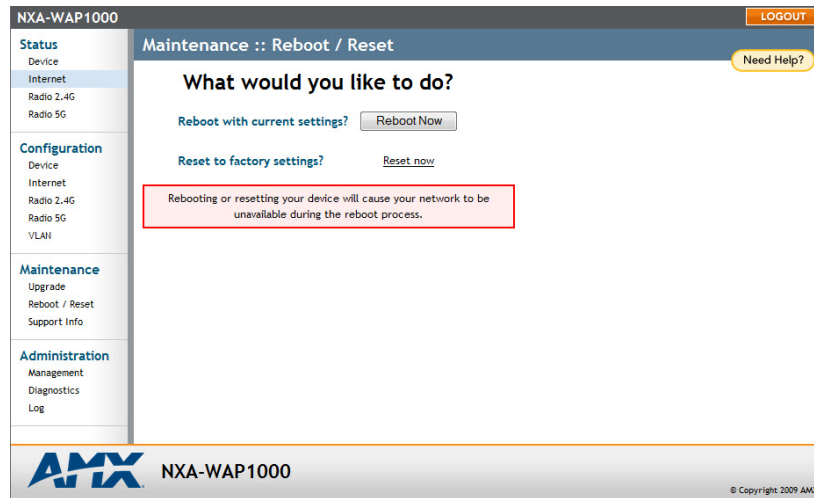 NXA-WAP1000
LOGOUT
Status
Device
Internet
Radio 2.4G
Radio 5G
Configuration
Device
Internet
Radio 2.4G
Radio 5G
VLAN
Maintenance
Upgrade
Reboot / Reset
Support Info
Administration
Management
Diagnostics
Log
Maintenance :: Reboot / Reset
Need Help?
What would you like to do?
Reboot with current settings? Reboot Now
Reset to factory settings? Reset now
Rebooting or resetting your device will cause your network to be
unavailable during the reboot process.
AMX NXA-WAP1000
© Copyright 2009 AMX